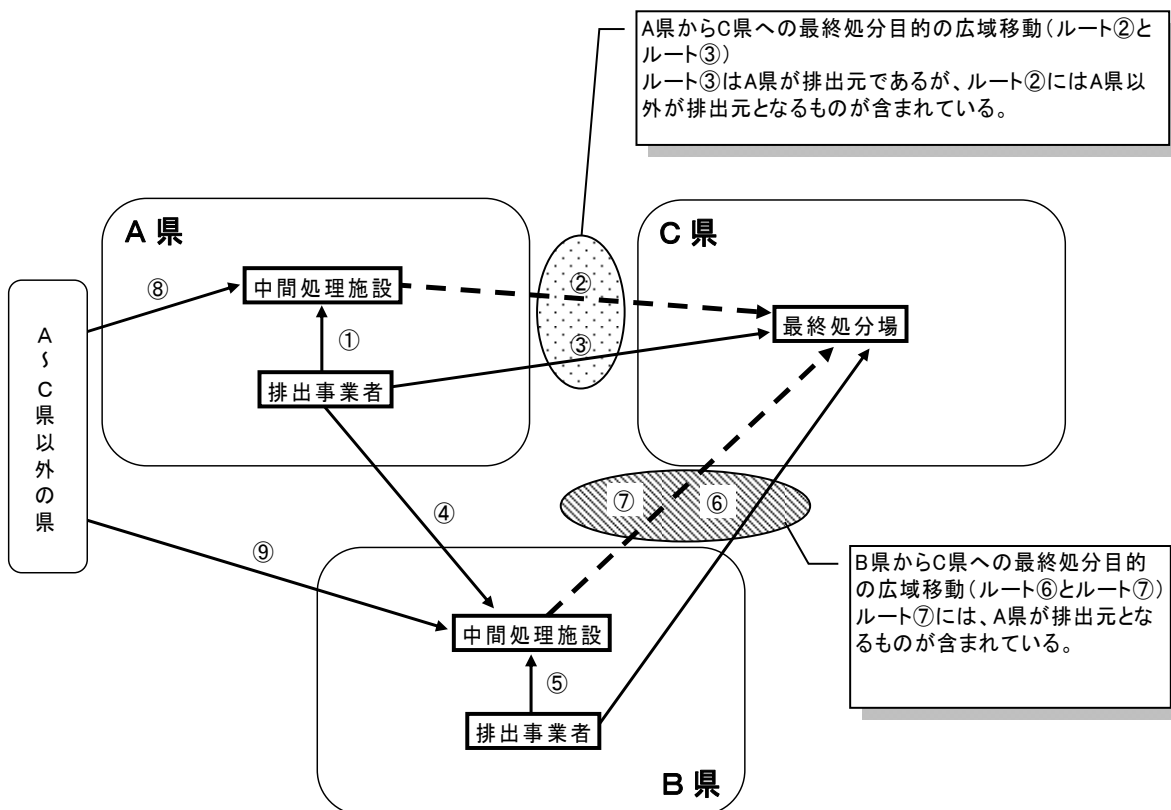 A県からC県への最終処分目的の広域移動(ルート②と
ルート③)
ルート③はA県が排出元であるが、ルート②にはA県以
外が排出元となるものが含まれている。
A 県
C 県
⑧
中間処理施設
②
最終処分場
①
③
排出事業者
A~C県以外の県
④
⑦
⑥
⑨
B県からC県への最終処分目的
の広域移動(ルート⑥とルート⑦)
ルート⑦には、A県が排出元とな
るものが含まれている。
中間処理施設
⑤
排出事業者
B 県